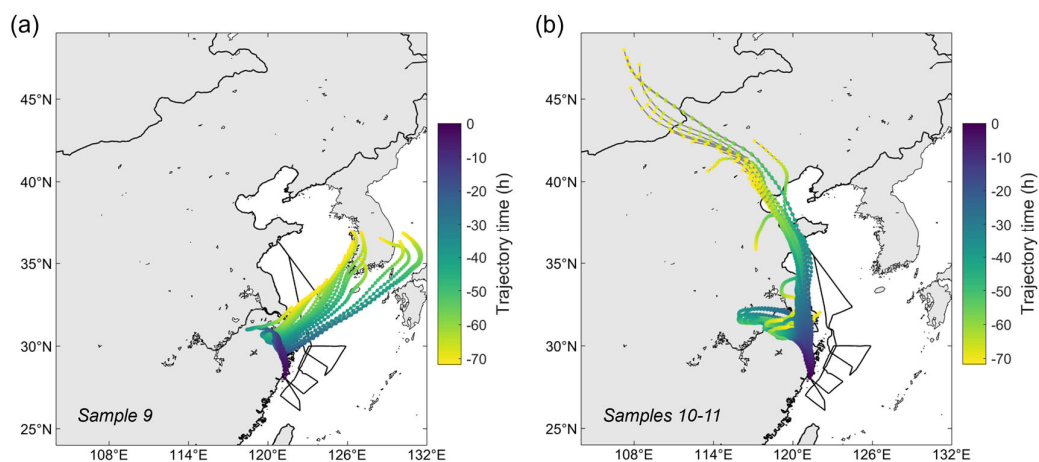 (a)
45°N
40°N
35°N
30°N
25°N
108°E
114°E
120°E
126°E
132°E
Sample 9
0
-10
-20
-30
-40
-50
-60
-70
Trajectory time (h)
(b)
45°N
40°N
35°N
30°N
25°N
108°E
114°E
120°E
126°E
132°E
Samples 10-11
0
-10
-20
-30
-40
-50
-60
-70
Trajectory time (h)